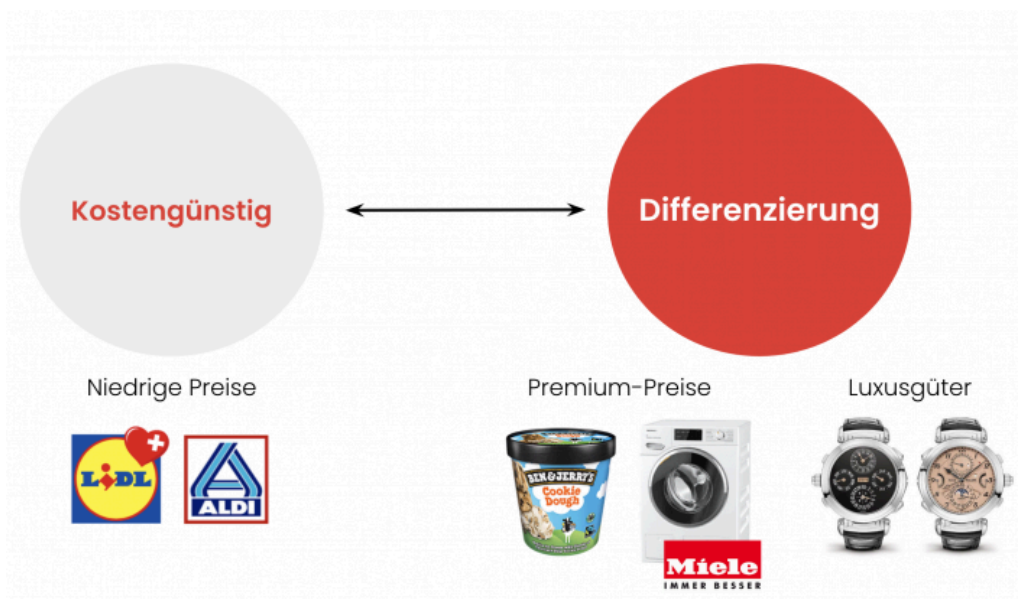 Kostengünstig
Differenzierung
Niedrige Preise
Premium-Preise
Luxusgüter
LIDL
ALDI
BEN & JERRY'S
Cookie
Dough
Miele
IMMER BESSER